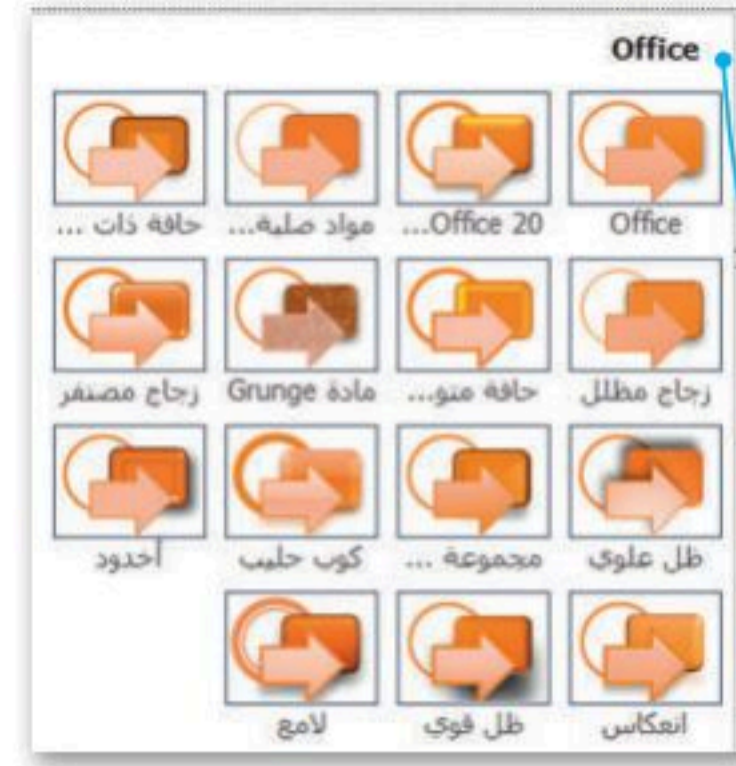 Office
Office Office 20... مواد صلبة... حافة ذات ...
زجاج مظلل حافة متو... مادة Grunge زجاج مصنفر
ظل علوي مجموعة ... كوب حليب أخدود
انعكاس ظل قوي لامع